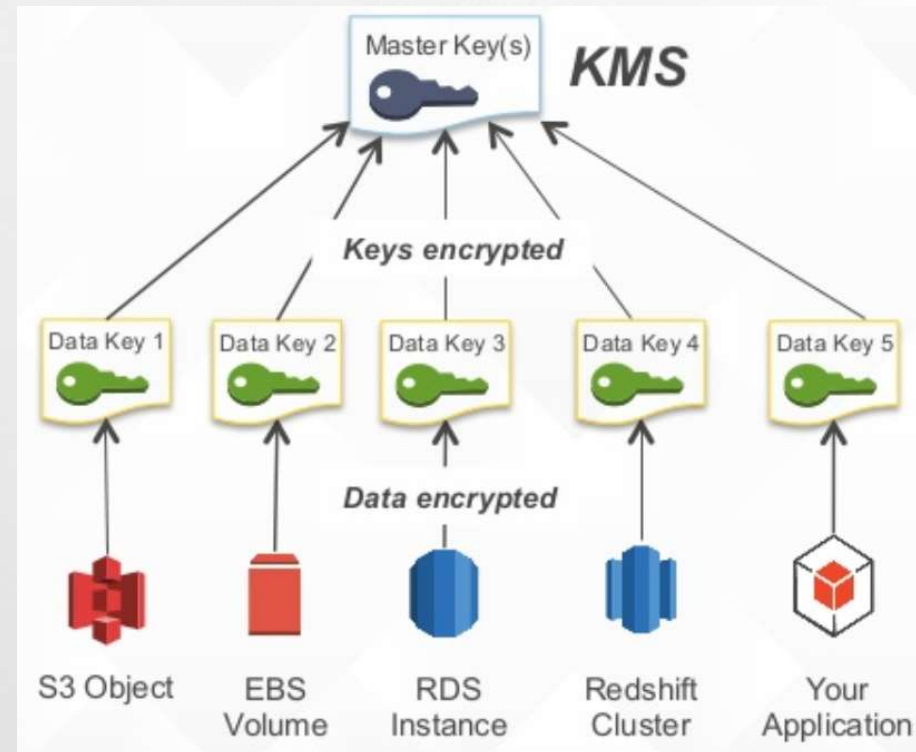 Master Key(s)
KMS
Keys encrypted
Data Key 1
Data Key 2
Data Key 3
Data Key 4
Data Key 5
Data encrypted
S3 Object
EBS
Volume
RDS
Instance
Redshift
Cluster
Your
Application